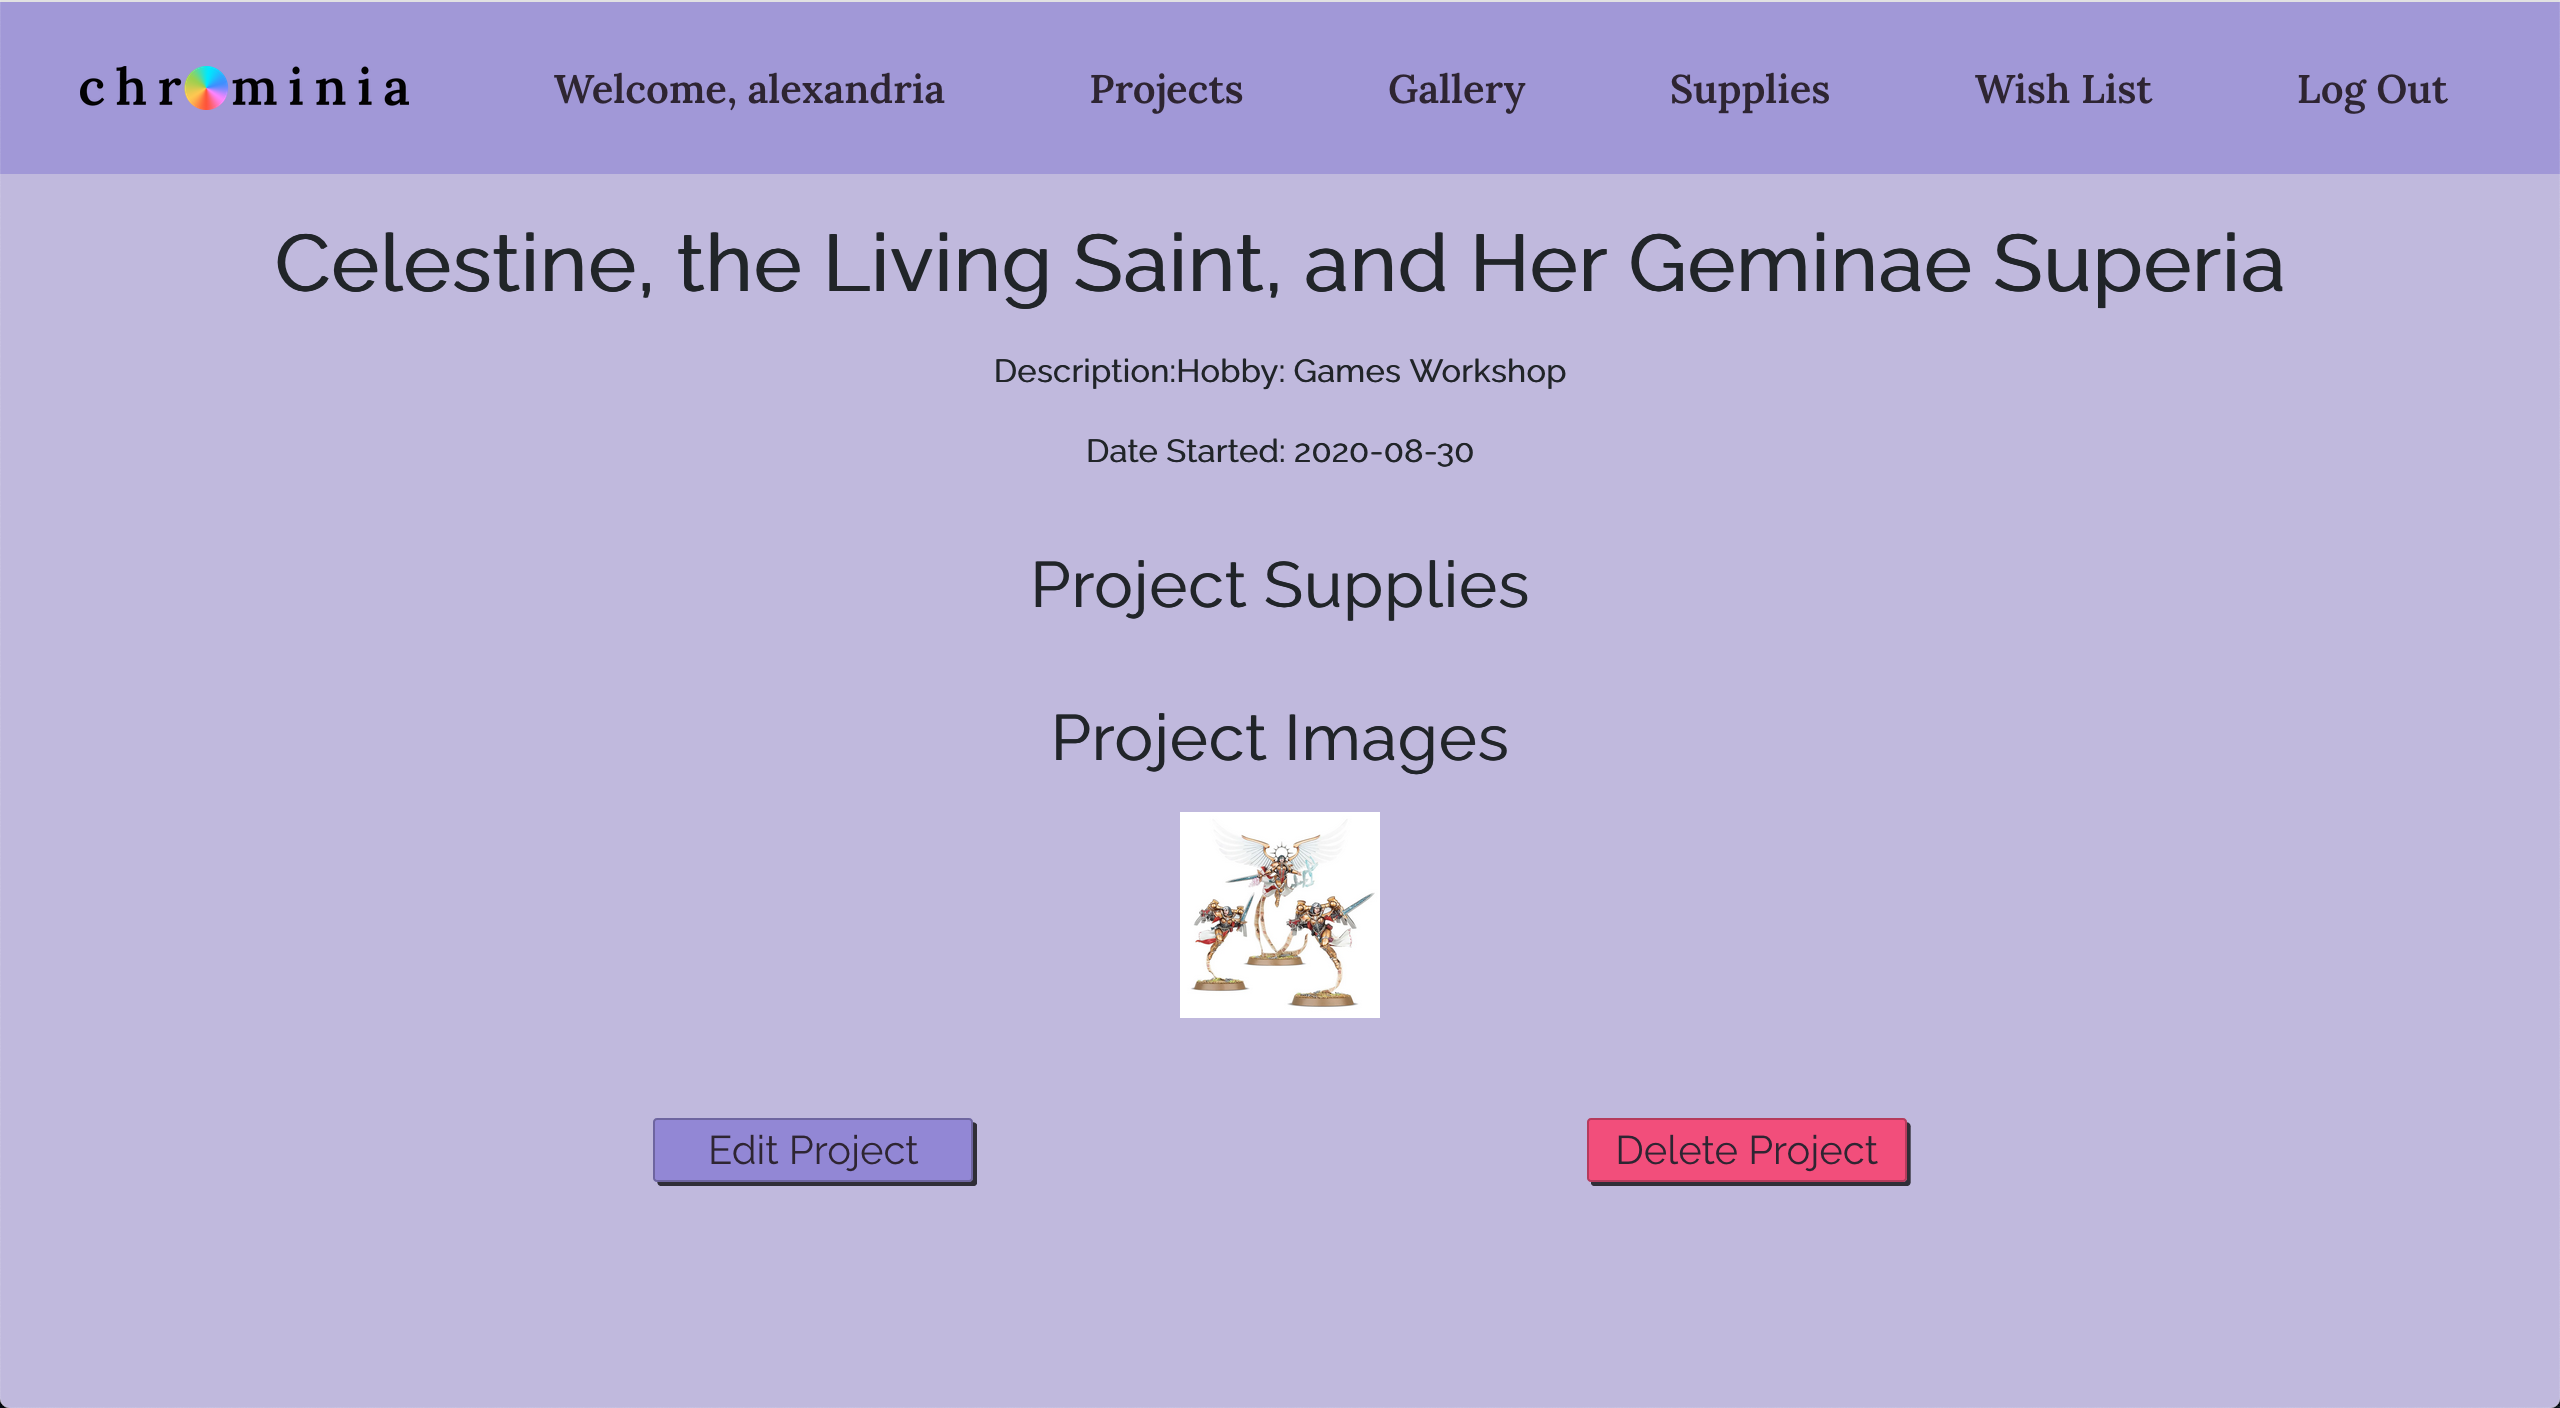 chrominia Welcome, alexandria Projects Gallery Supplies Wish List Log Out
Celestine, the Living Saint, and Her Geminae Superia
Description:Hobby: Games Workshop
Date Started: 2020-08-30
Project Supplies
Project Images
Edit Project Delete Project